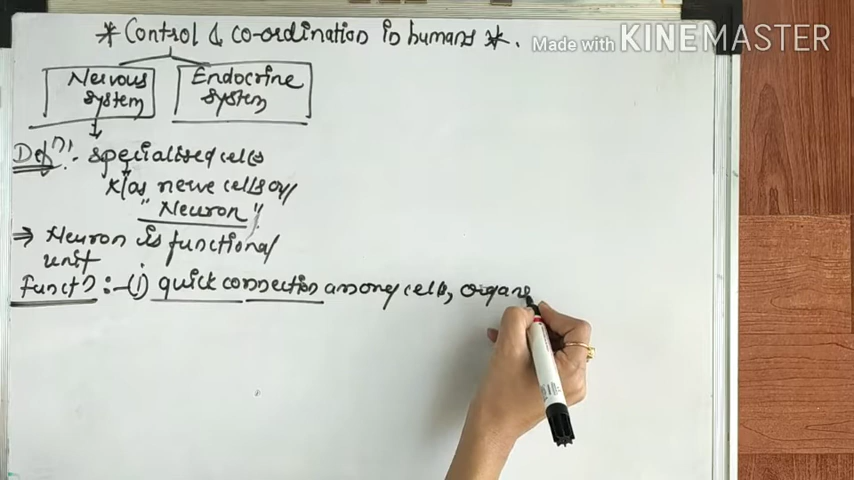 * Control & co-ordination in humans *.
Made with KINEMASTER
Nervous system
Endocrine system
Defⁿ:- specialised cells
k/as nerve cells or
"Neuron".
⇒ Neuron is functional
unit
functⁿ :- (i) quick connection among cells, organs